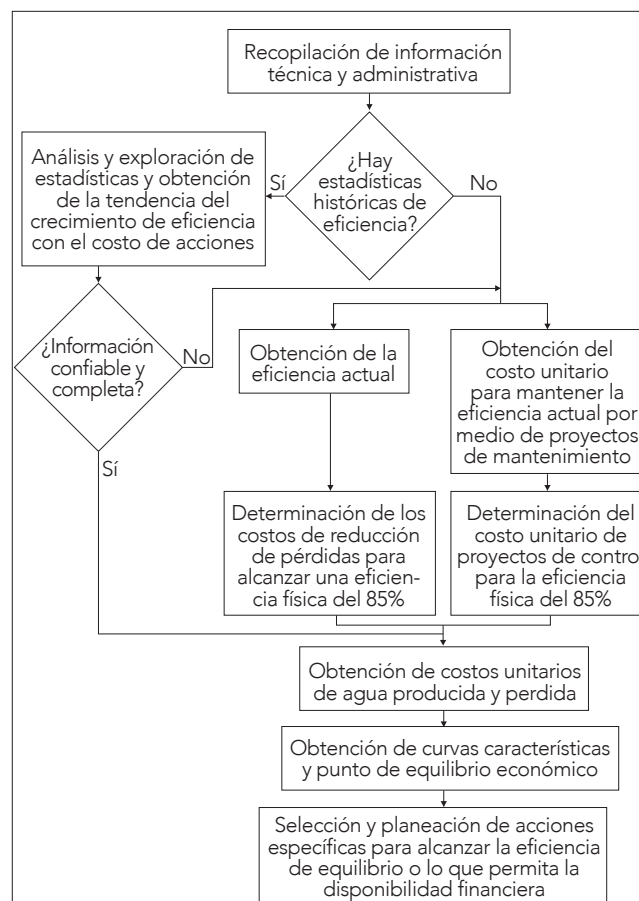 Recopilación de información
técnica y administrativa
¿Hay
estadísticas
históricas de
eficiencia?
Sí
No
Análisis y exploración de
estadísticas y obtención
de la tendencia del
crecimiento de eficiencia
con el costo de acciones
¿Información
confiable y
completa?
No
Sí
Obtención de la
eficiencia actual
Obtención del
costo unitario
para mantener la
eficiencia actual por
medio de proyectos
de mantenimiento
Determinación de los
costos de reducción
de pérdidas para
alcanzar una eficien-
cia física del 85%
Determinación del
costo unitario de
proyectos de contro
para la eficiencia
física del 85%
Obtención de costos unitarios
de agua producida y perdida
Obtención de curvas características
y punto de equilibrio económico
Selección y planeación de acciones
específicas para alcanzar la eficiencia
de equilibrio o lo que permita la
disponibilidad financiera